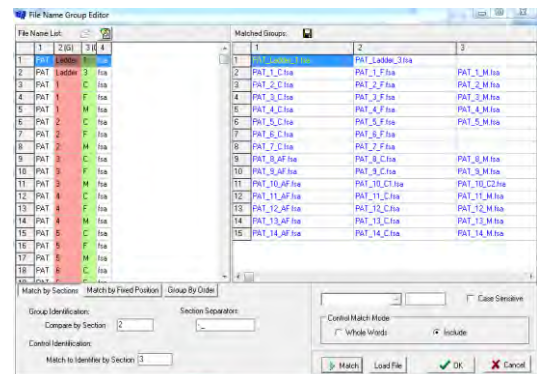 File Name Group Editor
File Name List:
Matched Groups:
1 2(G) 3 4
1 PAT Ladder 1 fsa
2 PAT Ladder 3 fsa
3 PAT 1 C fsa
4 PAT 1 F fsa
5 PAT 1 M fsa
6 PAT 2 C fsa
7 PAT 2 F fsa
8 PAT 2 M fsa
9 PAT 3 C fsa
10 PAT 3 F fsa
11 PAT 3 M fsa
12 PAT 4 C fsa
13 PAT 4 F fsa
14 PAT 4 M fsa
15 PAT 5 C fsa
16 PAT 5 F fsa
17 PAT 5 M fsa
18 PAT 6 C fsa
1 2 3
1 PAT_Ladder_1.fsa PAT_Ladder_3.fsa
2 PAT_1_C.fsa PAT_1_F.fsa PAT_1_M.fsa
3 PAT_2_C.fsa PAT_2_F.fsa PAT_2_M.fsa
4 PAT_3_C.fsa PAT_3_F.fsa PAT_3_M.fsa
5 PAT_4_C.fsa PAT_4_F.fsa PAT_4_M.fsa
6 PAT_5_C.fsa PAT_5_F.fsa PAT_5_M.fsa
7 PAT_6_C.fsa PAT_6_F.fsa
8 PAT_7_C.fsa PAT_7_F.fsa
9 PAT_8_AF.fsa PAT_8_C.fsa PAT_8_M.fsa
10 PAT_9_AF.fsa PAT_9_C.fsa PAT_9_M.fsa
11 PAT_10_AF.fsa PAT_10_C1.fsa PAT_10_C2.fsa
12 PAT_11_AF.fsa PAT_11_C.fsa PAT_11_M.fsa
13 PAT_12_AF.fsa PAT_12_C.fsa PAT_12_M.fsa
14 PAT_13_AF.fsa PAT_13_C.fsa PAT_13_M.fsa
15 PAT_14_AF.fsa PAT_14_C.fsa PAT_14_M.fsa
Match by Sections Match by Fixed Position Group By Order
Group Identification:
Section Separators:
Compare by Section 2
-_
Control Identification:
Match to Identifier by Section 3
Case Sensitive
Control Match Mode
Whole Words Include
Match Load File OK Cancel